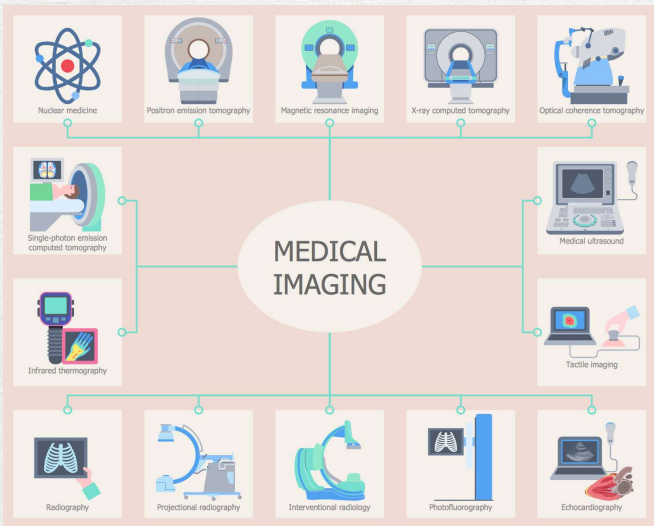 Nuclear medicine
Positron emission tomography
Magnetic resonance imaging
X-ray computed tomography
Optical coherence tomography
Single-photon emission
computed tomography
MEDICAL
IMAGING
Medical ultrasound
Infrared thermography
Tactile imaging
Radiography
Projectional radiography
Interventional radiology
Photofluorography
Echocardiography